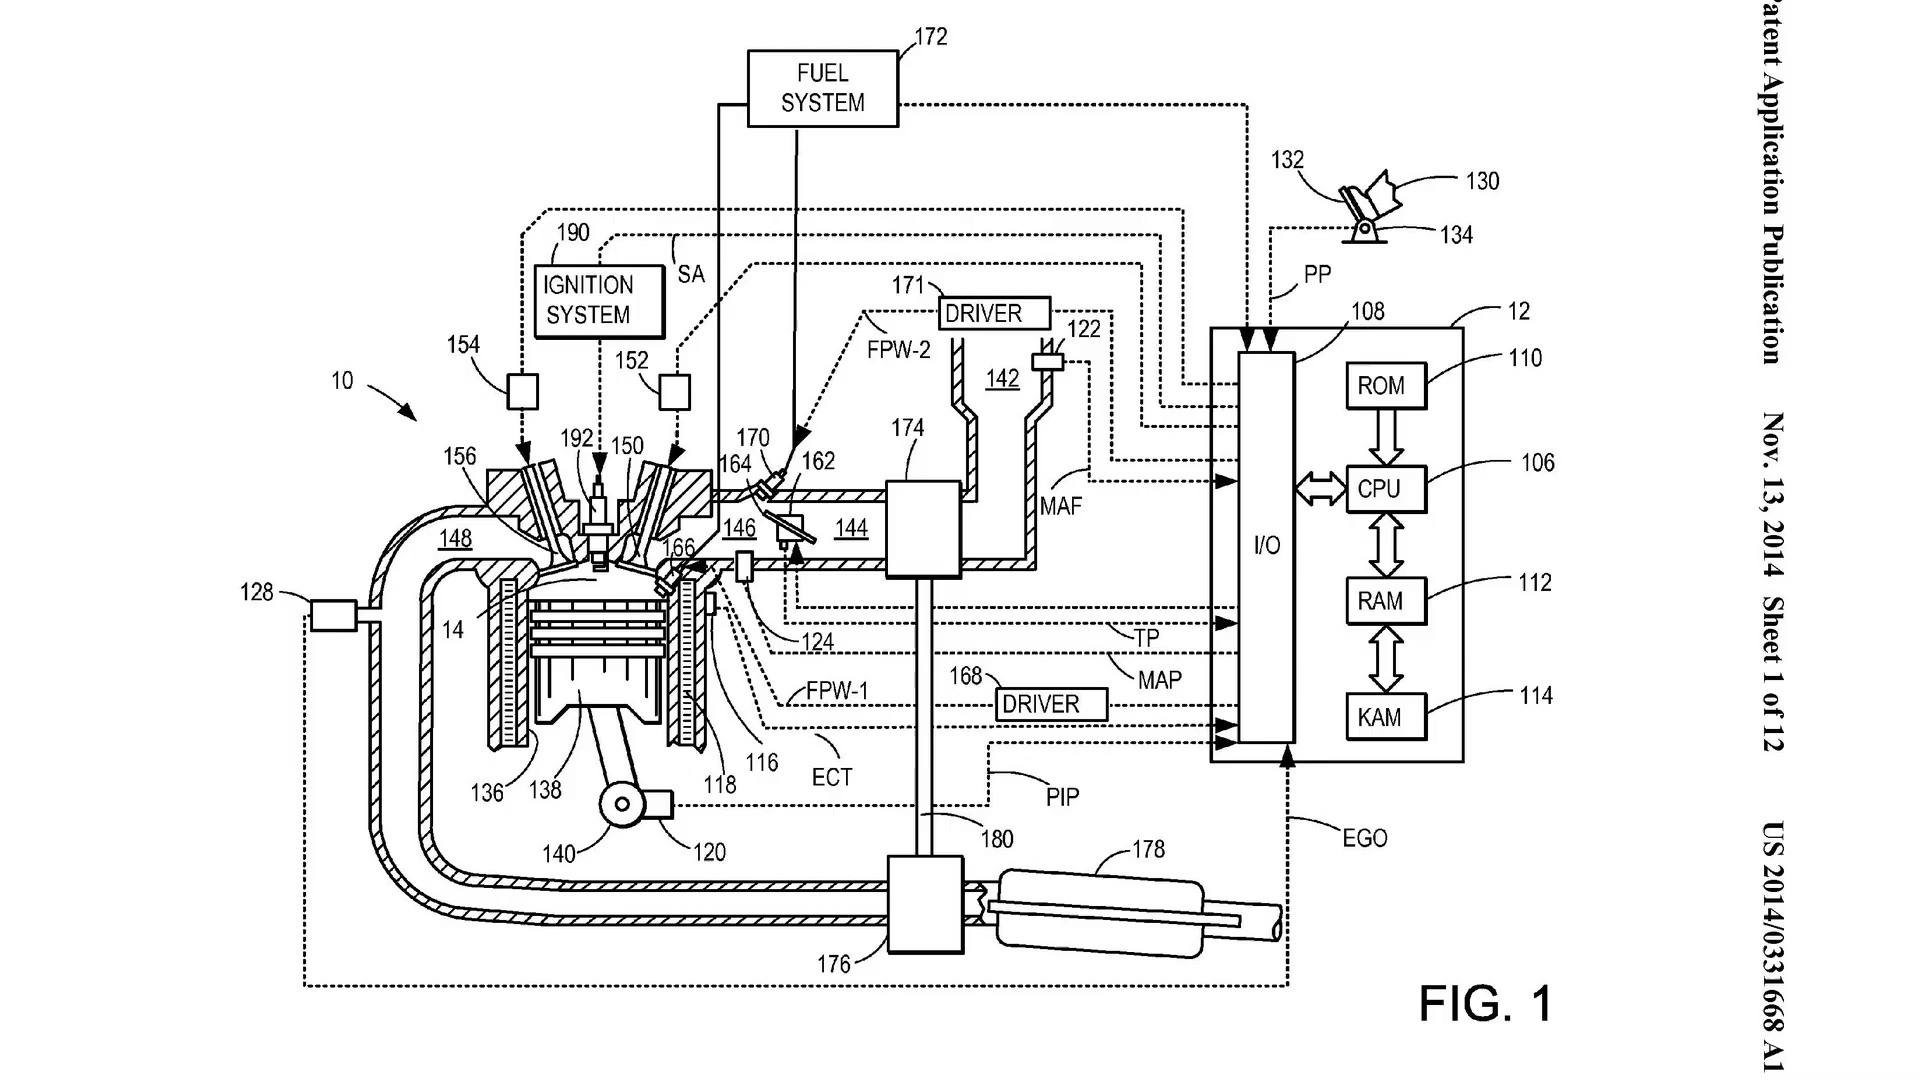 172
FUEL
SYSTEM
132
130
134
190
SA
IGNITION
SYSTEM
PP
171
DRIVER
122
108
12
154
152
FPW-2
142
110
ROM
10
192
150
170
162
174
156
164
MAF
106
CPU
148
146
144
166
I/O
128
14
124
TP
112
RAM
MAP
FPW-1
168
DRIVER
114
KAM
136
138
118
116
ECT
PIP
140
120
180
EGO
178
176
FIG. 1
Patent Application Publication Nov. 13, 2014 Sheet 1 of 12 US 2014/0331668 A1